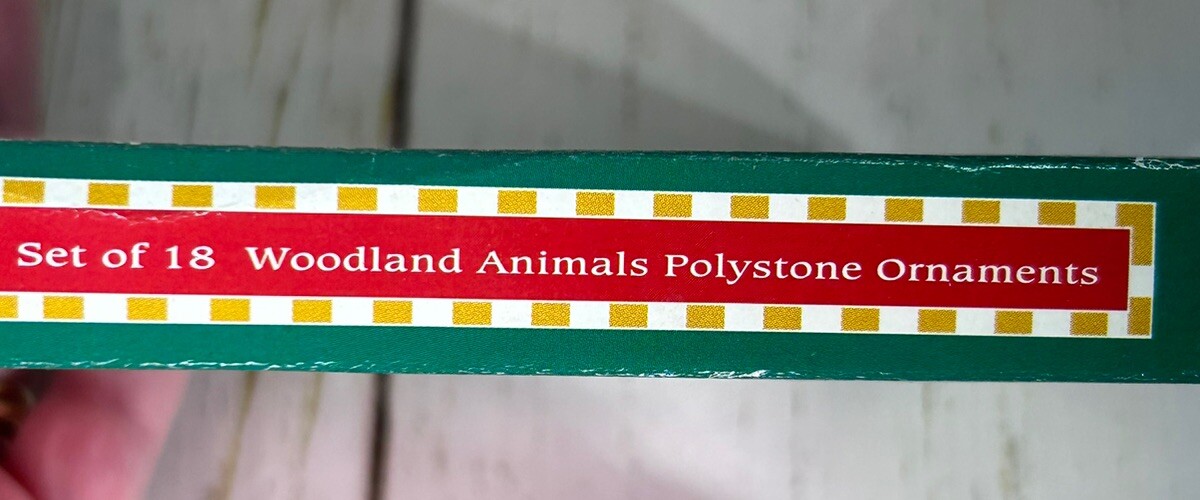 Set of 18 Woodland Animals Polystone Ornaments